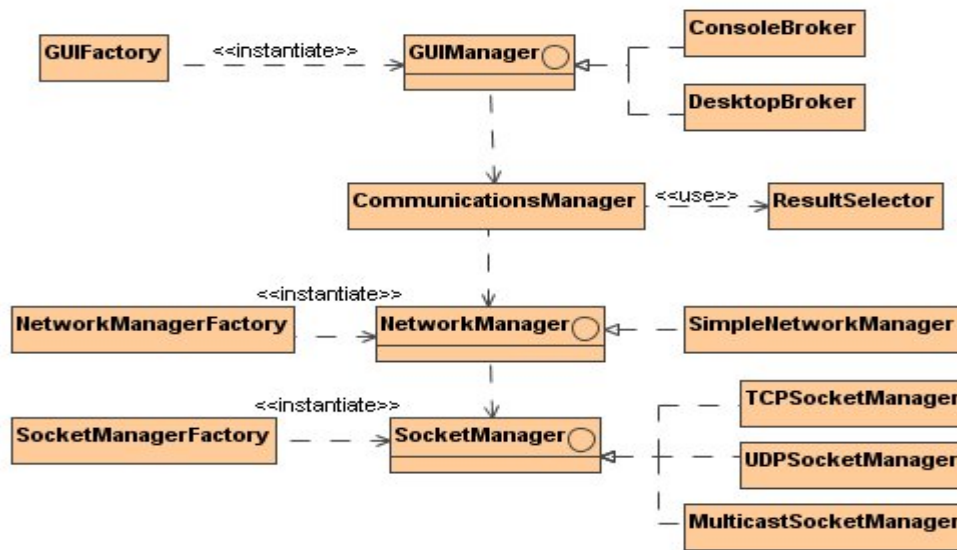 ConsoleBroker
GUIFactory
<<instantiate>>
GUIManager
DesktopBroker
CommunicationsManager
<<use>>
ResultSelector
<<instantiate>>
NetworkManagerFactory
NetworkManager
SimpleNetworkManager
<<instantiate>>
TCPSocketManager
SocketManagerFactory
SocketManager
UDPSocketManager
MulticastSocketManager